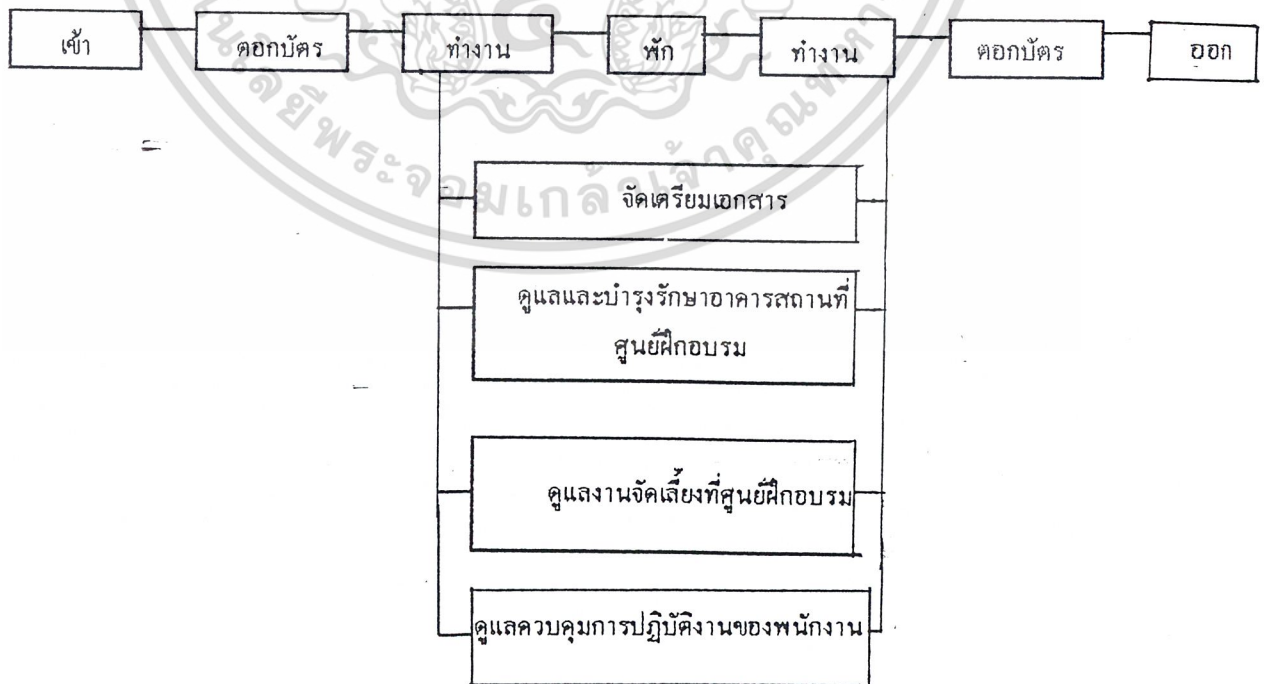 เข้า
ตอกบัตร
ทำงาน
พัก
ทำงาน
ตอกบัตร
ออก
จัดเตรียมเอกสาร
ดูแลและบำรุงรักษาอาคารสถานที่
ศูนย์ฝึกอบรม
ดูแลงานจัดเลี้ยงที่ศูนย์ฝึกอบรม
ดูแลควบคุมการปฏิบัติงานของพนักงาน